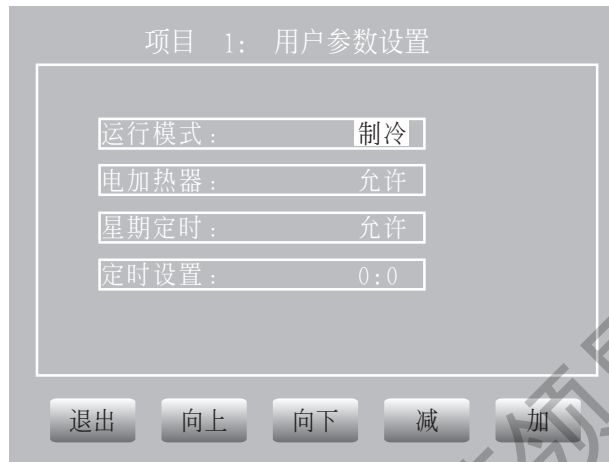 项目 1: 用户参数设置
运行模式: 制冷
电加热器: 允许
星期定时: 允许
定时设置: 0:0
退出 向上 向下 减 加